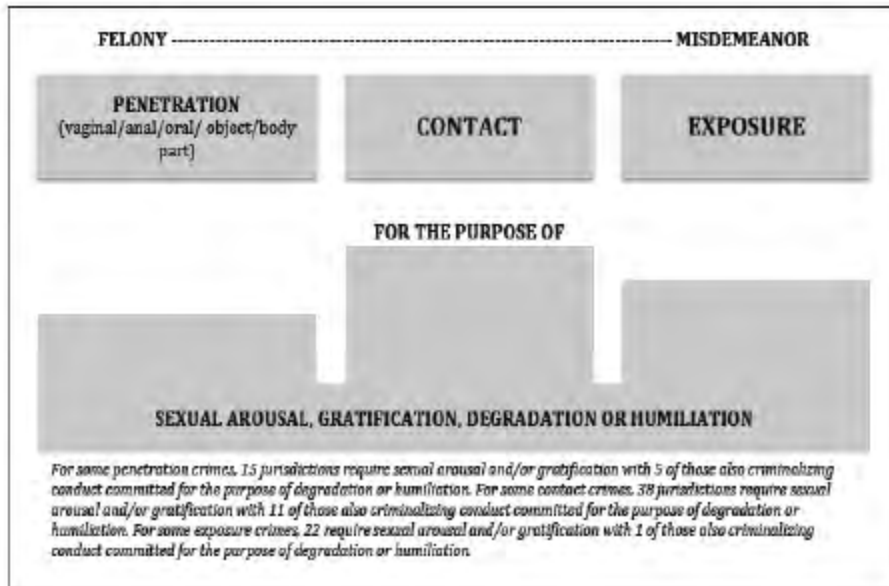 FELONY ---------------------------------------------------------------- MISDEMEANOR
PENETRATION
(vaginal/anal/oral/ object/body
part)
CONTACT
EXPOSURE
FOR THE PURPOSE OF
SEXUAL AROUSAL, GRATIFICATION, DEGRADATION OR HUMILIATION
For some penetration crimes, 15 jurisdictions require sexual arousal and/or gratification with 5 of those also criminalizing
conduct committed for the purpose of degradation or humiliation. For some contact crimes, 38 jurisdictions require sexual
arousal and/or gratification with 11 of those also criminalizing conduct committed for the purpose of degradation or
humiliation. For some exposure crimes, 22 require sexual arousal and/or gratification with 1 of those also criminalizing
conduct committed for the purpose of degradation or humiliation.